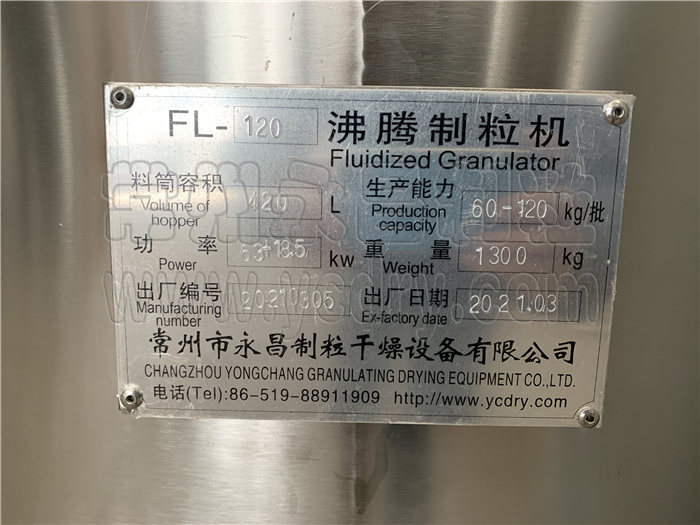 FL-120 沸腾制粒机
Fluidized Granulator
料筒容积 420 L 生产能力 60-120 kg/批
Volume of hopper Production capacity
功 率 63+18.5 kw 重 量 1300 kg
Power Weight
出厂编号 20210305 出厂日期 2021.03
Manufacturing number Ex-factory date
常州市永昌制粒干燥设备有限公司
CHANGZHOU YONGCHANG GRANULATING DRYING EQUIPMENT CO.,LTD.
电话(Tel):86-519-88911909 http://www.ycdry.com
www.ycdry.com